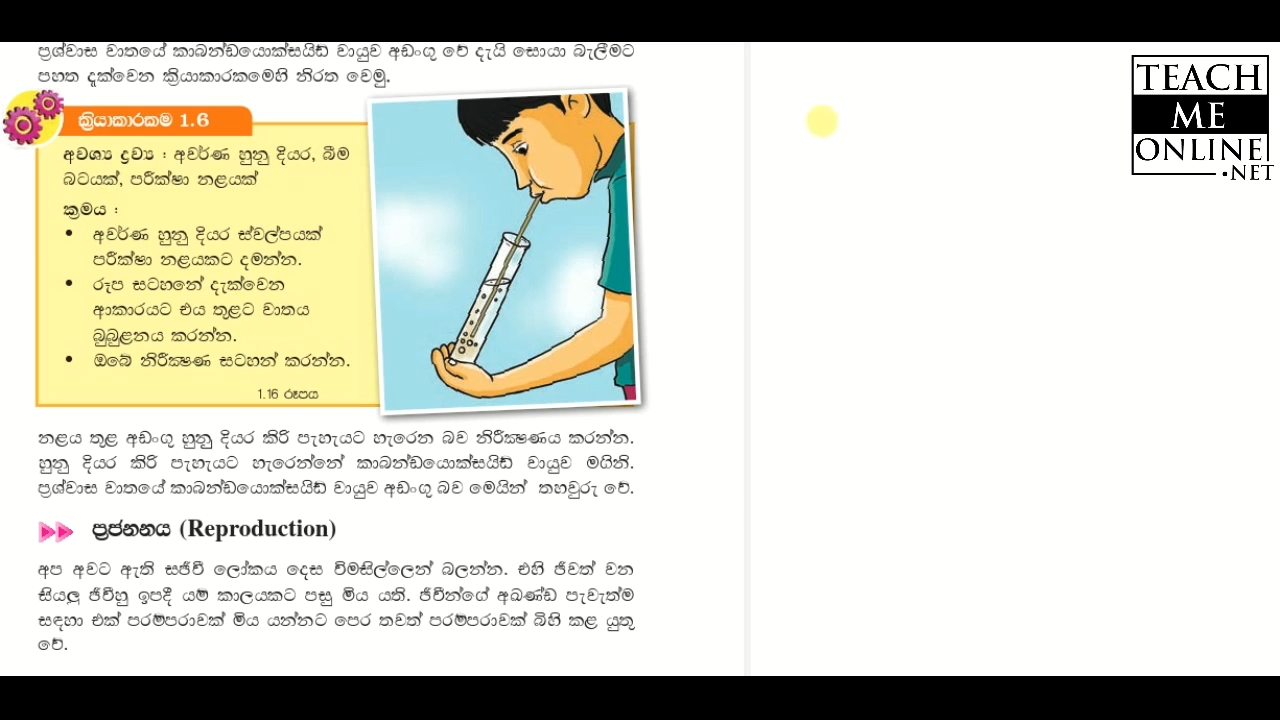 ප්‍රශ්වාස වාතයේ කාබන්ඩයොක්සයිඩ් වායුව අඩංගු වේ දැයි සොයා බැලීමට
පහත දැක්වෙන ක්‍රියාකාරකමෙහි නිරත වෙමු.
ක්‍රියාකාරකම 1.6
අවශ්‍ය ද්‍රව්‍ය : අවර්ණ හුනු දියර, බීම
බටයක්, පරීක්ෂා නළයක්
ක්‍රමය :
• අවර්ණ හුනු දියර ස්වල්පයක්
පරීක්ෂා නළයකට දමන්න.
• රූප සටහනේ දැක්වෙන
ආකාරයට එය තුළට වාතය
බුබුළනය කරන්න.
• ඔබේ නිරීක්‍ෂණ සටහන් කරන්න.
1.16 රූපය
නළය තුළ අඩංගු හුනු දියර කිරි පැහැයට හැරෙන බව නිරීක්‍ෂණය කරන්න.
හුනු දියර කිරි පැහැයට හැරෙන්නේ කාබන්ඩයොක්සයිඩ් වායුව මගිනි.
ප්‍රශ්වාස වාතයේ කාබන්ඩයොක්සයිඩ් වායුව අඩංගු බව මෙයින් තහවුරු වේ.
ප්‍රජනනය (Reproduction)
අප අවට ඇති සජීවී ලෝකය දෙස විමසිල්ලෙන් බලන්න. එහි ජීවත් වන
සියලු ජීවීහු ඉපදී යම් කාලයකට පසු මිය යති. ජීවීන්ගේ අඛණ්ඩ පැවැත්ම
සඳහා එක් පරම්පරාවක් මිය යන්නට පෙර තවත් පරම්පරාවක් බිහි කළ යුතු
වේ.
TEACH
ME
ONLINE
.NET